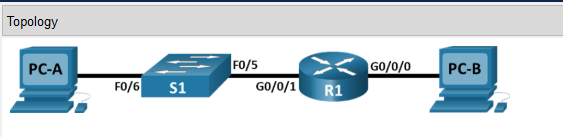 Topology
PC-A
F0/6
S1
F0/5
G0/0/1
R1
G0/0/0
PC-B